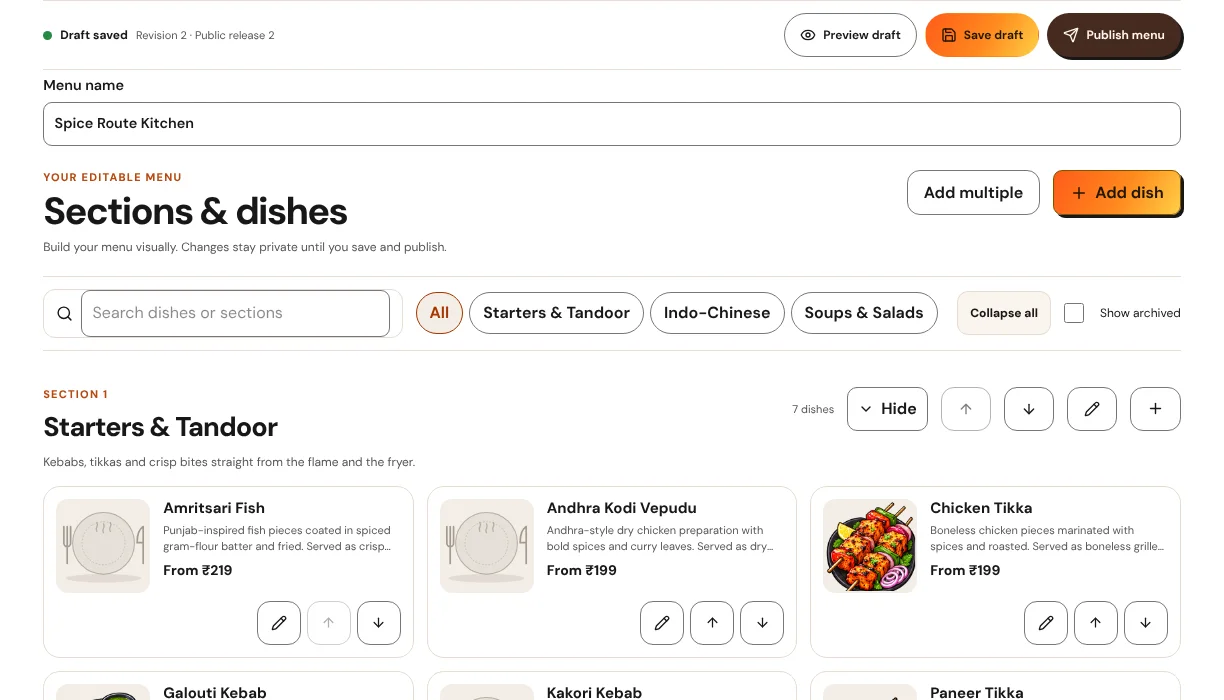 Draft saved Revision 2 · Public release 2 Preview draft Save draft Publish menu
Menu name
Spice Route Kitchen
YOUR EDITABLE MENU
Sections & dishes
Add multiple + Add dish
Build your menu visually. Changes stay private until you save and publish.
Search dishes or sections All Starters & Tandoor Indo-Chinese Soups & Salads Collapse all Show archived
SECTION 1
Starters & Tandoor
7 dishes Hide
Kebabs, tikkas and crisp bites straight from the flame and the fryer.
Amritsari Fish
Punjab-inspired fish pieces coated in spiced
gram-flour batter and fried. Served as crisp...
From ₹219
Andhra Kodi Vepudu
Andhra-style dry chicken preparation with
bold spices and curry leaves. Served as dry...
From ₹199
Chicken Tikka
Boneless chicken pieces marinated with
spices and roasted. Served as boneless grille...
From ₹199
Galouti Kebab
Kakori Kebab
Paneer Tikka